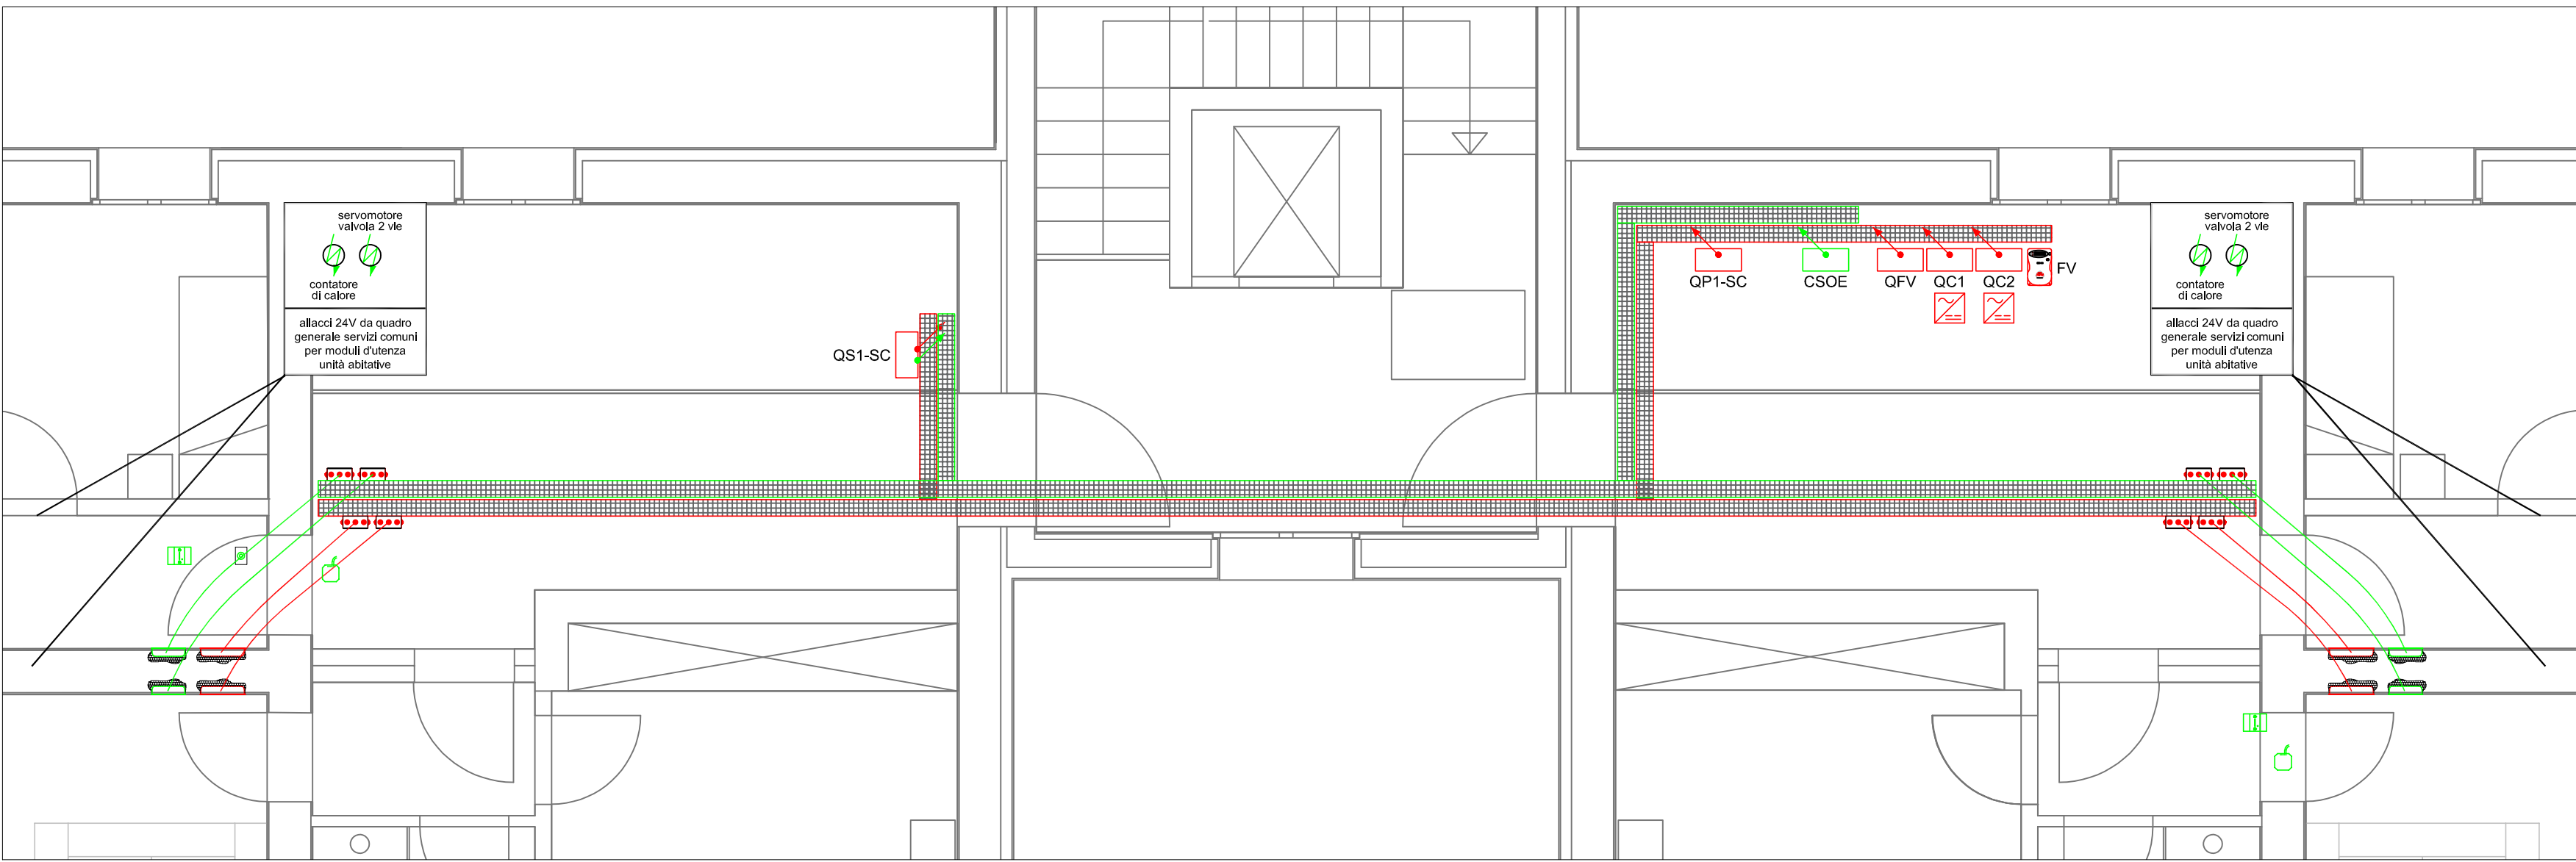 servomotore
valvola 2 vie
contatore
di calore
allacci 24V da quadro
generale servizi comuni
per moduli d'utenza
unità abitative
QS1-SC
QP1-SC
CSOE
QFV
QC1
QC2
FV
servomotore
valvola 2 vie
contatore
di calore
allacci 24V da quadro
generale servizi comuni
per moduli d'utenza
unità abitative